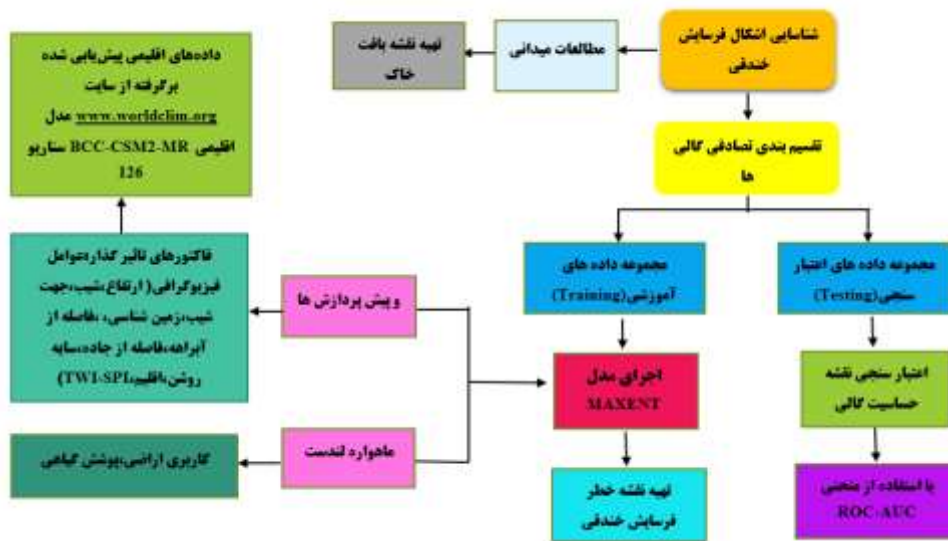 شناسایی اشکال فرسایش
خندقی
مطالعات میدانی
تهیه نقشه بافت
خاک
تقسیم بندی تصادفی گالی
ها
مجموعه داده های
آموزشی(Training)
مجموعه داده های اعتبار
سنجی(Testing)
اجرای مدل
MAXENT
اعتبار سنجی نقشه
حساسیت گالی
تهیه نقشه خطر
فرسایش خندقی
با استفاده از منحنی
ROC-AUC
داده‌های اقلیمی پیش‌یابی شده
برگرفته از سایت
www.worldclim.org مدل
اقلیمی BCC-CSM2-MR سناریو
126
فاکتورهای تاثیر گذار،عوامل
فیزیوگرافی( ارتفاع،شیب،جهت
شیب،زمین شناسی، ،فاصله از
آبراهه،فاصله از جاده،سایه
روشن،اقلیم،TWI-SPI)
و پیش پردازش ها
ماهواره لندست
کاربری اراضی،پوشش گیاهی